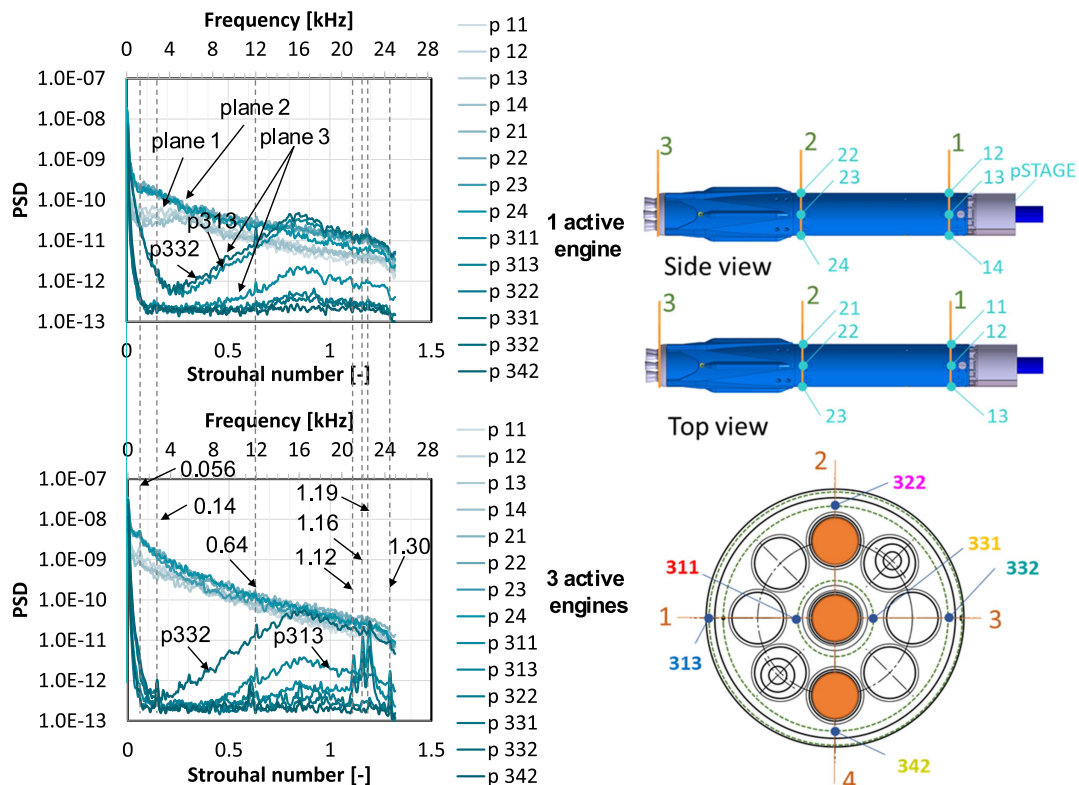 Frequency [kHz]
0 4 8 12 16 20 24 28
1.0E-07
1.0E-08
1.0E-09
1.0E-10
1.0E-11
1.0E-12
1.0E-13
PSD
plane 1
plane 2
plane 3
p313
p332
0 0.5 1 1.5
Strouhal number [-]
p 11
p 12
p 13
p 14
p 21
p 22
p 23
p 24
p 311
p 313
p 322
p 331
p 332
p 342
1 active
engine
3
2
1
22
23
24
12
13
14
pSTAGE
Side view
3
2
1
21
22
23
11
12
13
Top view
Frequency [kHz]
0 4 8 12 16 20 24 28
1.0E-07
1.0E-08
1.0E-09
1.0E-10
1.0E-11
1.0E-12
1.0E-13
PSD
0.056
0.14
0.64
1.19
1.16
1.12
1.30
p332
p313
0 0.5 1 1.5
Strouhal number [-]
p 11
p 12
p 13
p 14
p 21
p 22
p 23
p 24
p 311
p 313
p 322
p 331
p 332
p 342
3 active
engines
2
322
331
311
332
1
3
313
342
4